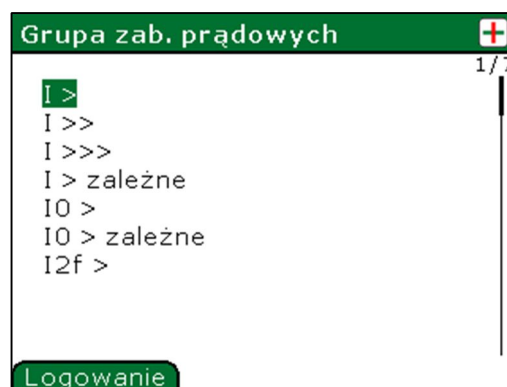 Grupa zab. prądowych
1/7
I >
I >>
I >>>
I > zależne
I0 >
I0 > zależne
I2f >
Logowanie